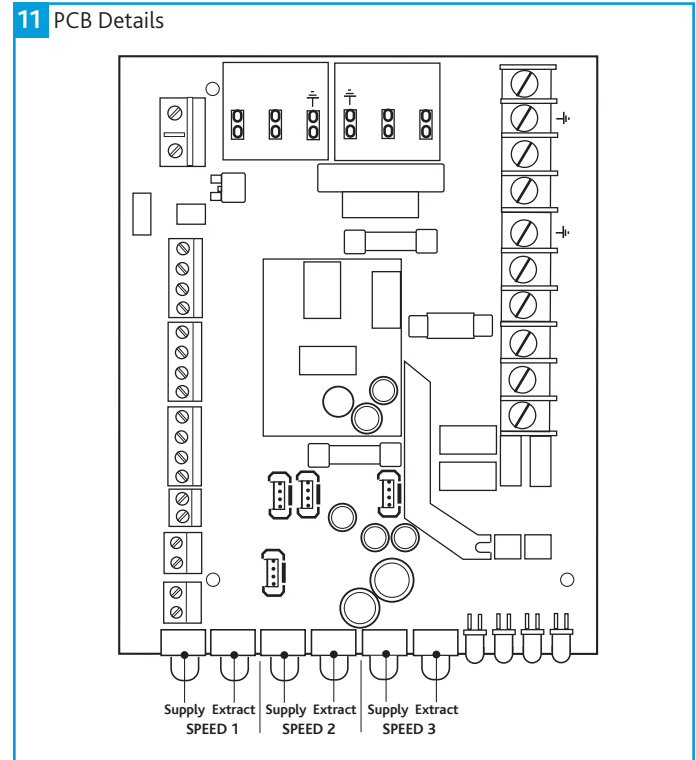 11 PCB Details
Supply Extract Supply Extract Supply Extract
SPEED 1 SPEED 2 SPEED 3